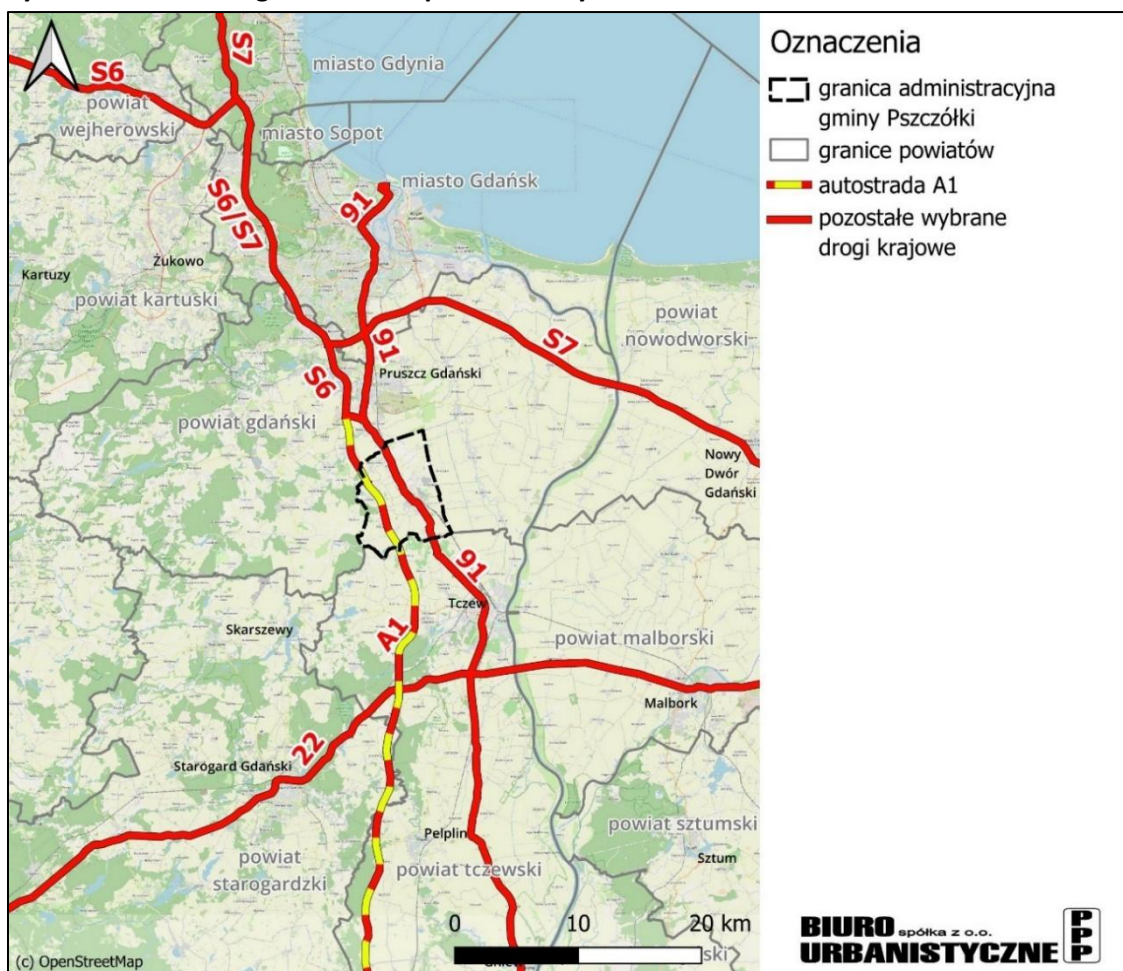 S7
S6
miasto Gdynia
powiat
wejherowski
miasto Sopot
miasto Gdańsk
91
S6/S7
Żukowo
Kartuzy
powiat kartuski
powiat
nowodworski
S7
91
Pruszcz Gdański
S6
powiat gdański
Nowy
Dwór
Gdański
91
Tczew
powiat malborski
Skarszewy
A1
Malbork
22
Starogard Gdański
powiat sztumski
Pelplin
Sztum
powiat
starogardzki
powiat tczewski
0 10 20 km
(c) OpenStreetMap
Oznaczenia
granica administracyjna
gminy Pszczółki
granice powiatów
autostrada A1
pozostałe wybrane
drogi krajowe
BIURO spółka z o.o.
URBANISTYCZNE
PPP